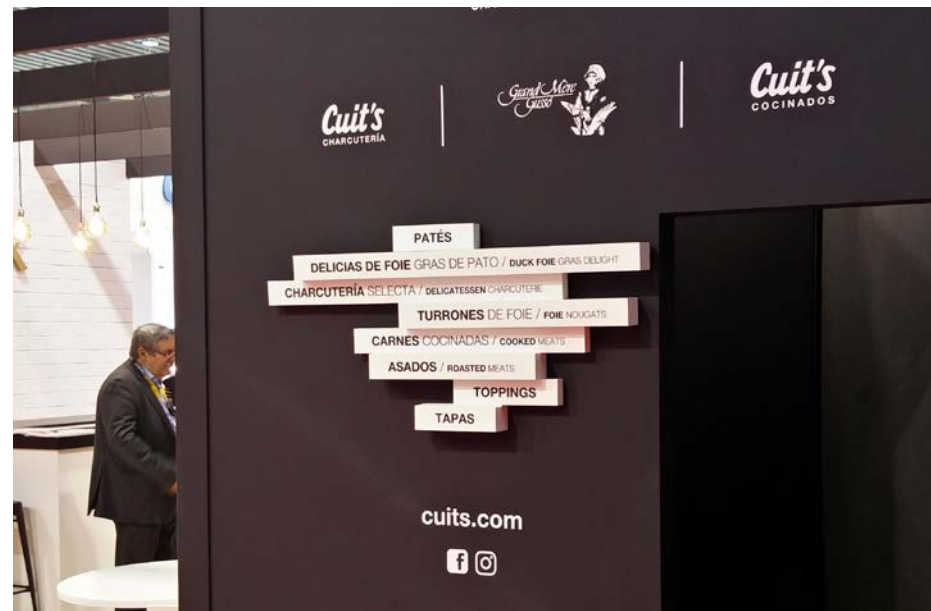 Cuit's
CHARCUTERÍA
Grand Mère
Gusso
Cuit's
COCINADOS
PATÉS
DELICIAS DE FOIE GRAS DE PATO / DUCK FOIE GRAS DELIGHT
CHARCUTERÍA SELECTA / DELICATESSEN CHARCUTERIE
TURRONES DE FOIE / FOIE NOUGATS
CARNES COCINADAS / COOKED MEATS
ASADOS / ROASTED MEATS
TOPPINGS
TAPAS
cuits.com
f